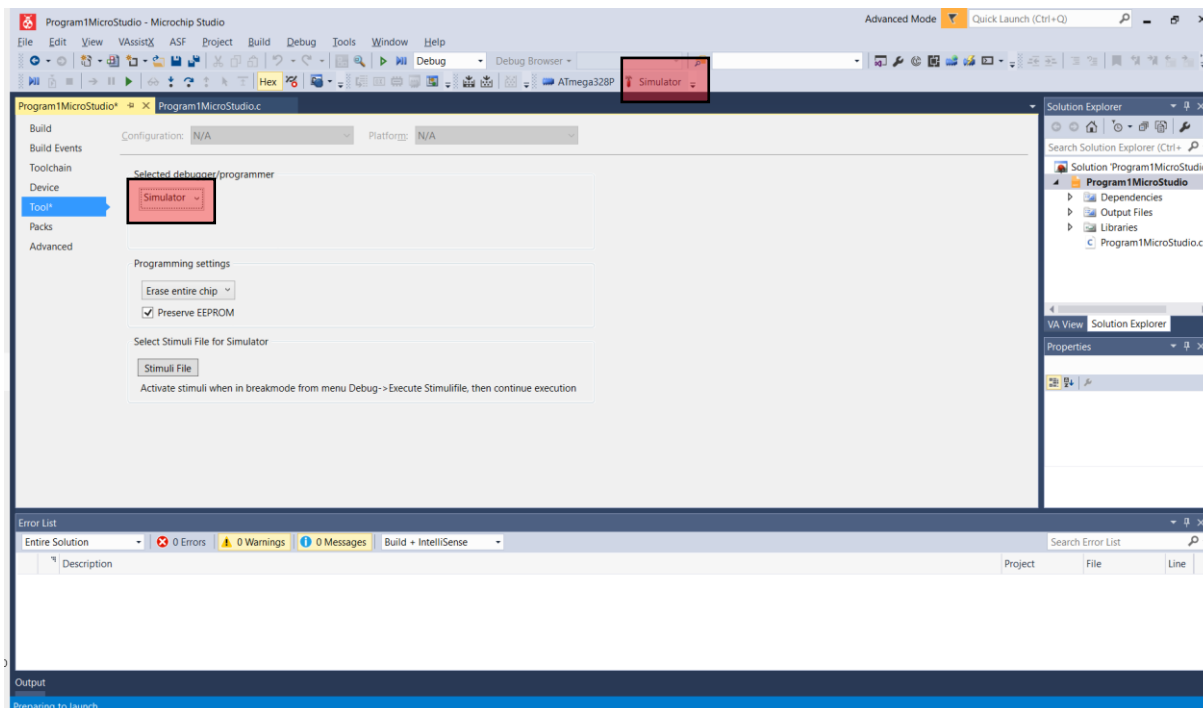 Program1MicroStudio - Microchip Studio
Advanced Mode
Quick Launch (Ctrl+Q)
File Edit View VAssistX ASF Project Build Debug Tools Window Help
Debug Debug Browser
Hex ATmega328P Simulator
Program1MicroStudio* Program1MicroStudio.c
Solution Explorer
Build
Configuration: N/A Platform: N/A
Build Events
Search Solution Explorer (Ctrl+
Toolchain
Selected debugger/programmer
Solution 'Program1MicroStudi
Device
Simulator
Program1MicroStudio
Tool*
Dependencies
Packs
Output Files
Advanced
Libraries
Program1MicroStudio.c
Programming settings
Erase entire chip
Preserve EEPROM
VA View Solution Explorer
Select Stimuli File for Simulator
Properties
Stimuli File
Activate stimuli when in breakmode from menu Debug->Execute Stimulifile, then continue execution
Error List
Entire Solution 0 Errors 0 Warnings 0 Messages Build + IntelliSense
Search Error List
Description Project File Line
Output
Preparing to launch